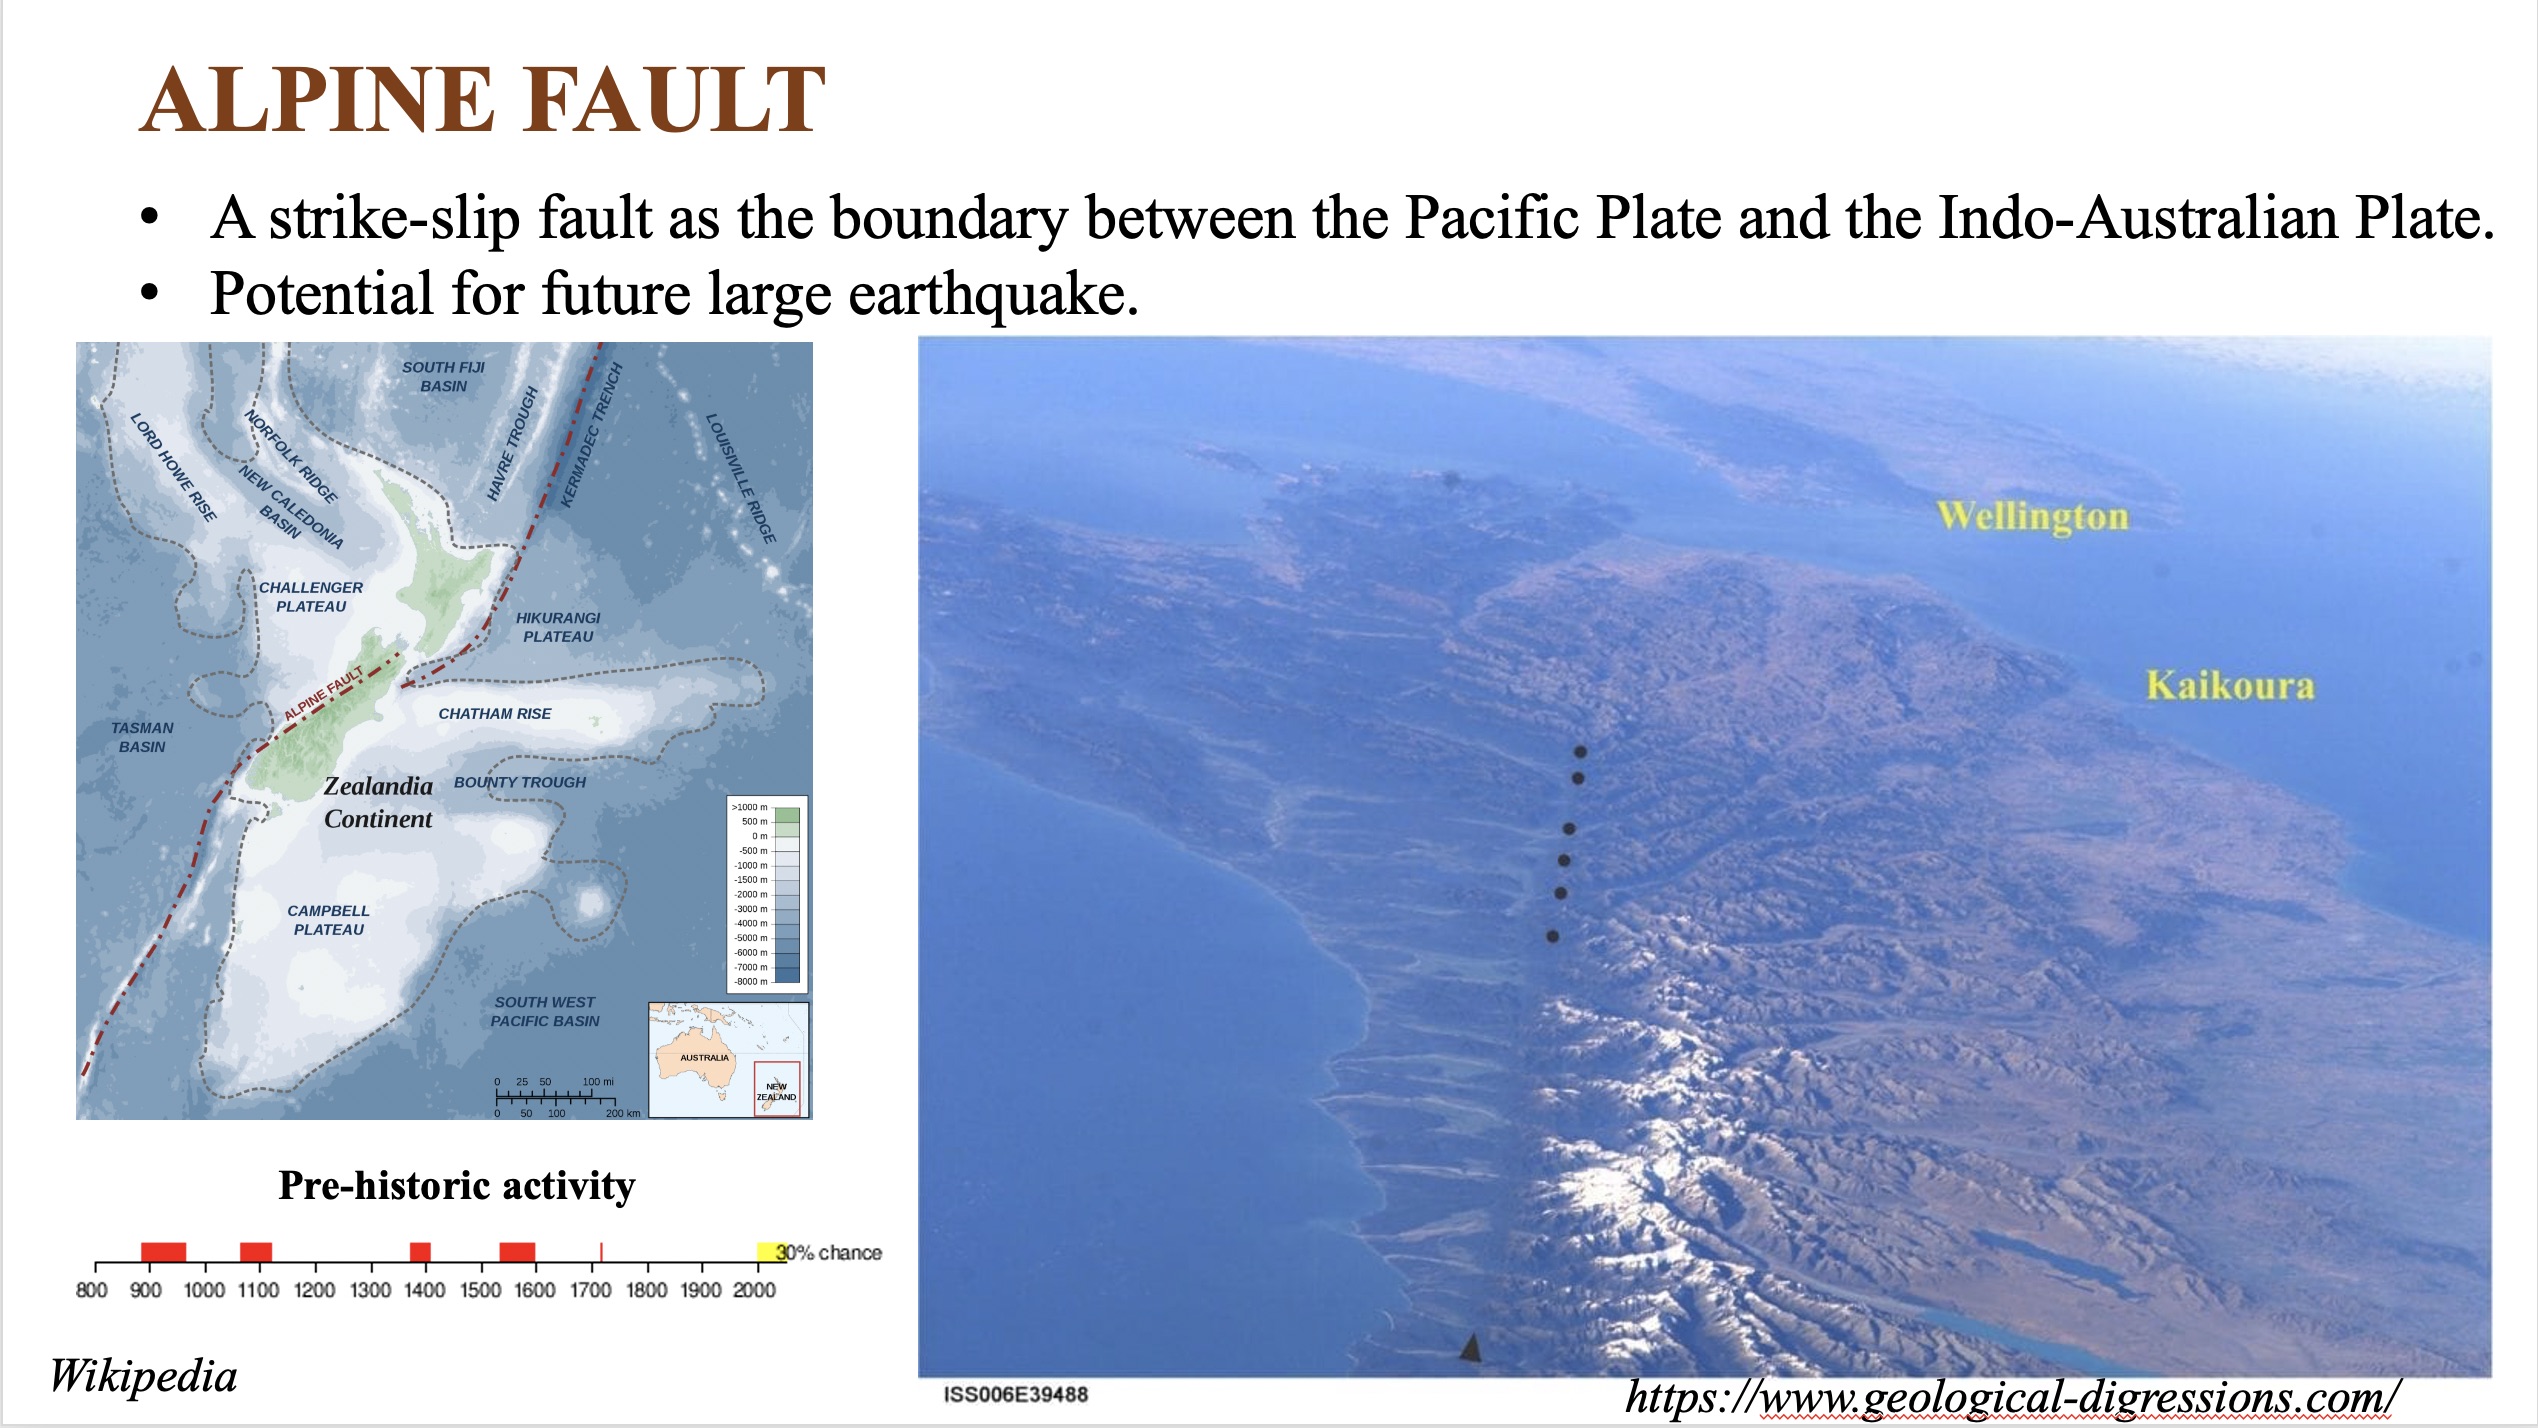 ALPINE FAULT
• A strike-slip fault as the boundary between the Pacific Plate and the Indo-Australian Plate.
• Potential for future large earthquake.
SOUTH FIJI
BASIN
LORD HOWE RISE
NORFOLK RIDGE
NEW CALEDONIA
BASIN
HAVRE TROUGH
KERMADEC TRENCH
LOUISIVILLE RIDGE
CHALLENGER
PLATEAU
HIKURANGI
PLATEAU
ALPINE FAULT
TASMAN
BASIN
CHATHAM RISE
Zealandia
Continent
BOUNTY TROUGH
CAMPBELL
PLATEAU
SOUTH WEST
PACIFIC BASIN
>1000 m
500 m
0 m
-500 m
-1000 m
-1500 m
-2000 m
-3000 m
-4000 m
-5000 m
-6000 m
-7000 m
-8000 m
AUSTRALIA
NEW
ZEALAND
0 25 50 100 mi
0 50 100 200 km
Wellington
Kaikoura
Pre-historic activity
30% chance
800 900 1000 1100 1200 1300 1400 1500 1600 1700 1800 1900 2000
Wikipedia
ISS006E39488
https://www.geological-digressions.com/